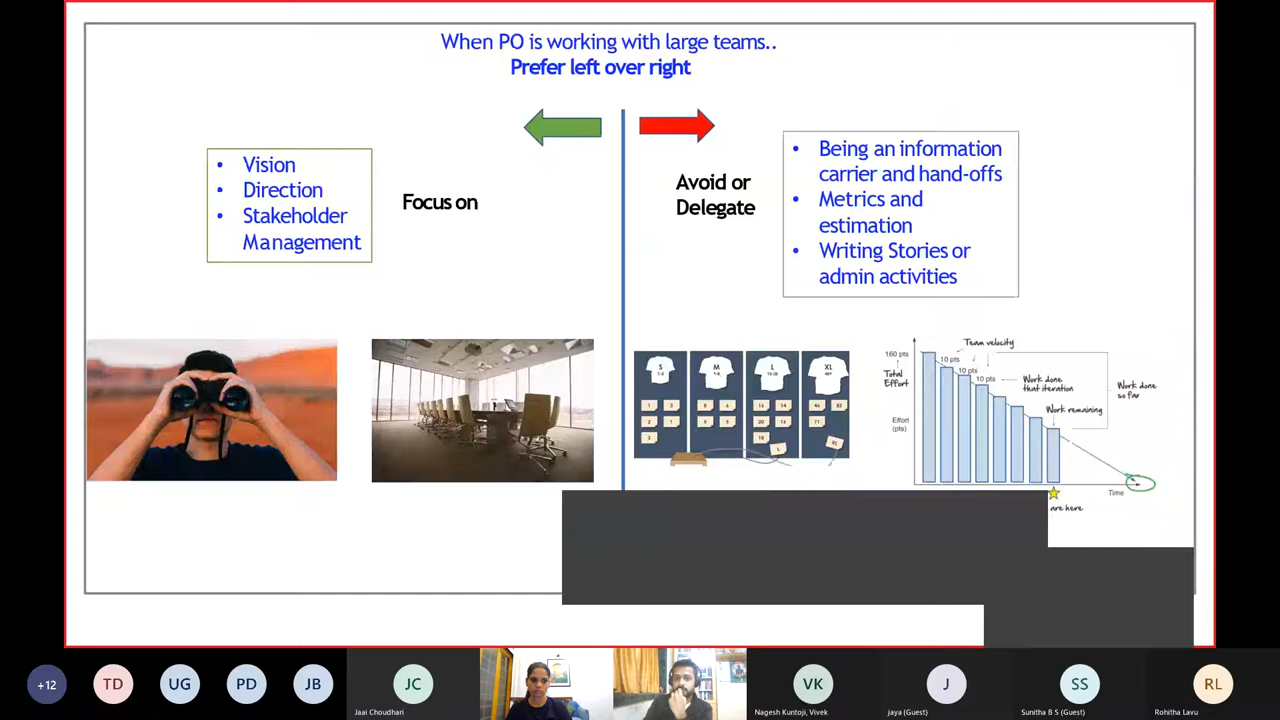 When PO is working with large teams..
Prefer left over right
• Vision
• Direction
• Stakeholder
Management
Focus on
Avoid or
Delegate
• Being an information
carrier and hand-offs
• Metrics and
estimation
• Writing Stories or
admin activities
S
M
L
XL
160 pts
Total
Effort
Effort
(pts)
10 pts
10 pts
10 pts
Team velocity
Work done
that iteration
Work remaining
Work done
so far
Time
are here
+12
TD
UG
PD
JB
JC
Jaai Choudhari
VK
Nagesh Kuntoji, Vivek
J
jaya (Guest)
SS
Sunitha B S (Guest)
RL
Rohitha Lavu